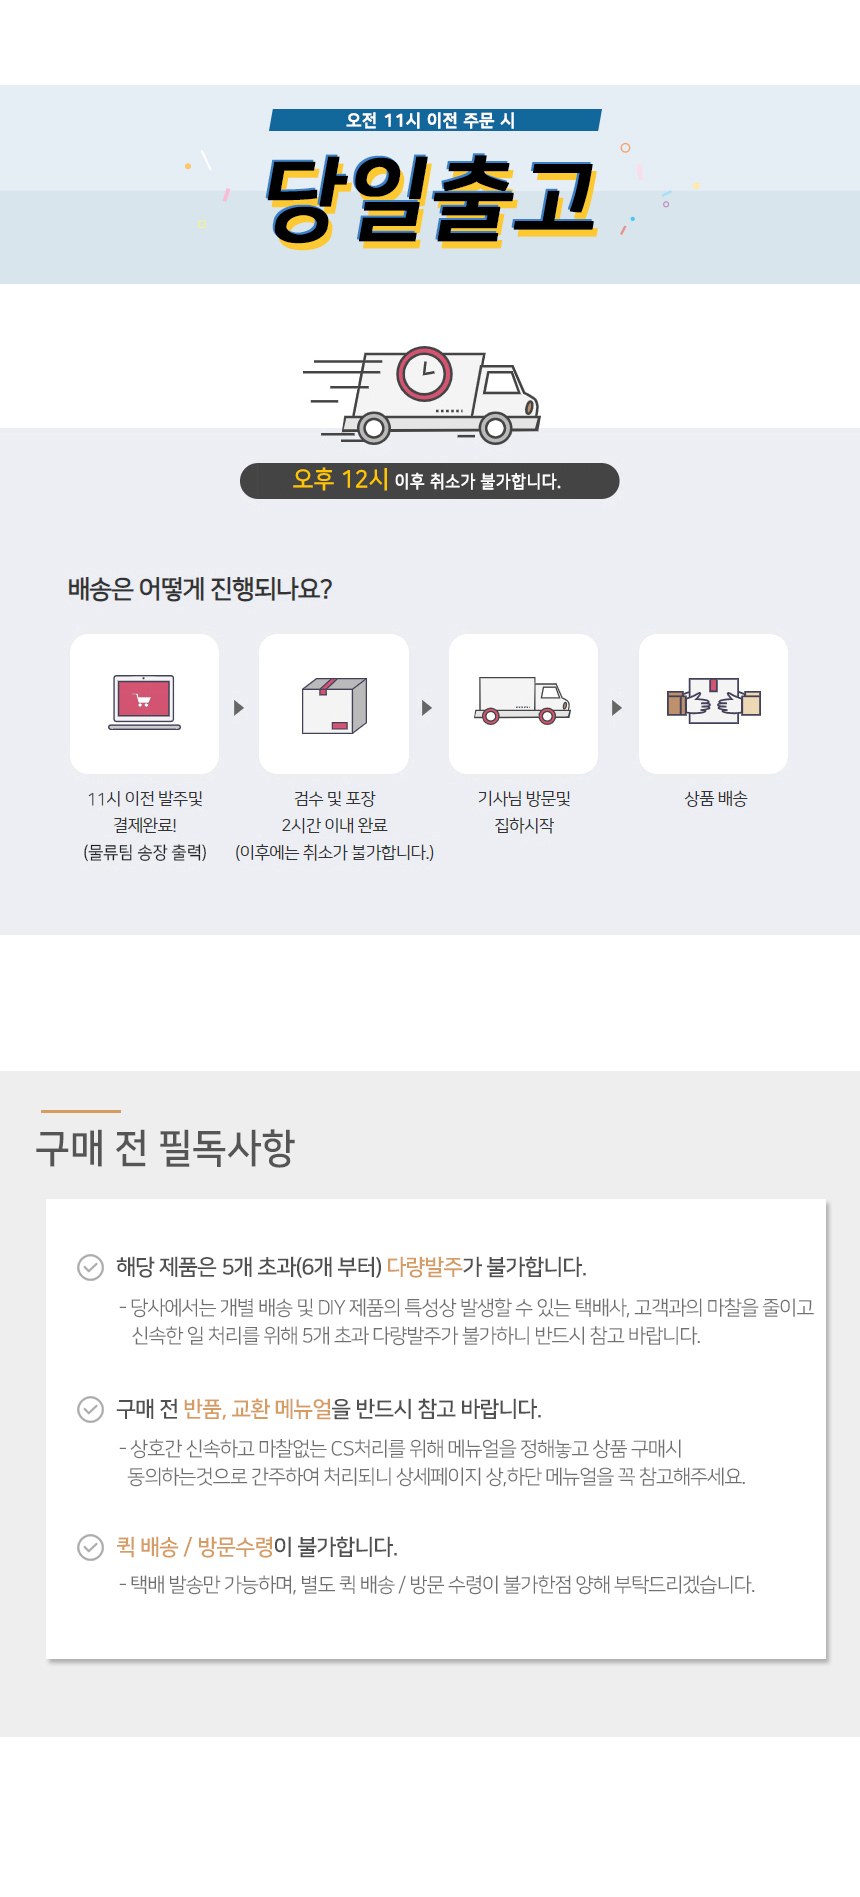 오전 11시 이전 주문 시
당일출고
오후 12시 이후 취소가 불가합니다.
배송은 어떻게 진행되나요?
11시 이전 발주및
결제완료!
(물류팀 송장 출력)
검수 및 포장
2시간 이내 완료
(이후에는 취소가 불가합니다.)
기사님 방문및
집하시작
상품 배송
구매 전 필독사항
해당 제품은 5개 초과(6개 부터) 다량발주가 불가합니다.
- 당사에서는 개별 배송 및 DIY 제품의 특성상 발생할 수 있는 택배사, 고객과의 마찰을 줄이고
신속한 일 처리를 위해 5개 초과 다량발주가 불가하니 반드시 참고 바랍니다.
구매 전 반품, 교환 메뉴얼을 반드시 참고 바랍니다.
- 상호간 신속하고 마찰없는 CS처리를 위해 메뉴얼을 정해놓고 상품 구매시
동의하는것으로 간주하여 처리되니 상세페이지 상,하단 메뉴얼을 꼭 참고해주세요.
퀵 배송 / 방문수령이 불가합니다.
- 택배 발송만 가능하며, 별도 퀵 배송 / 방문 수령이 불가한점 양해 부탁드리겠습니다.